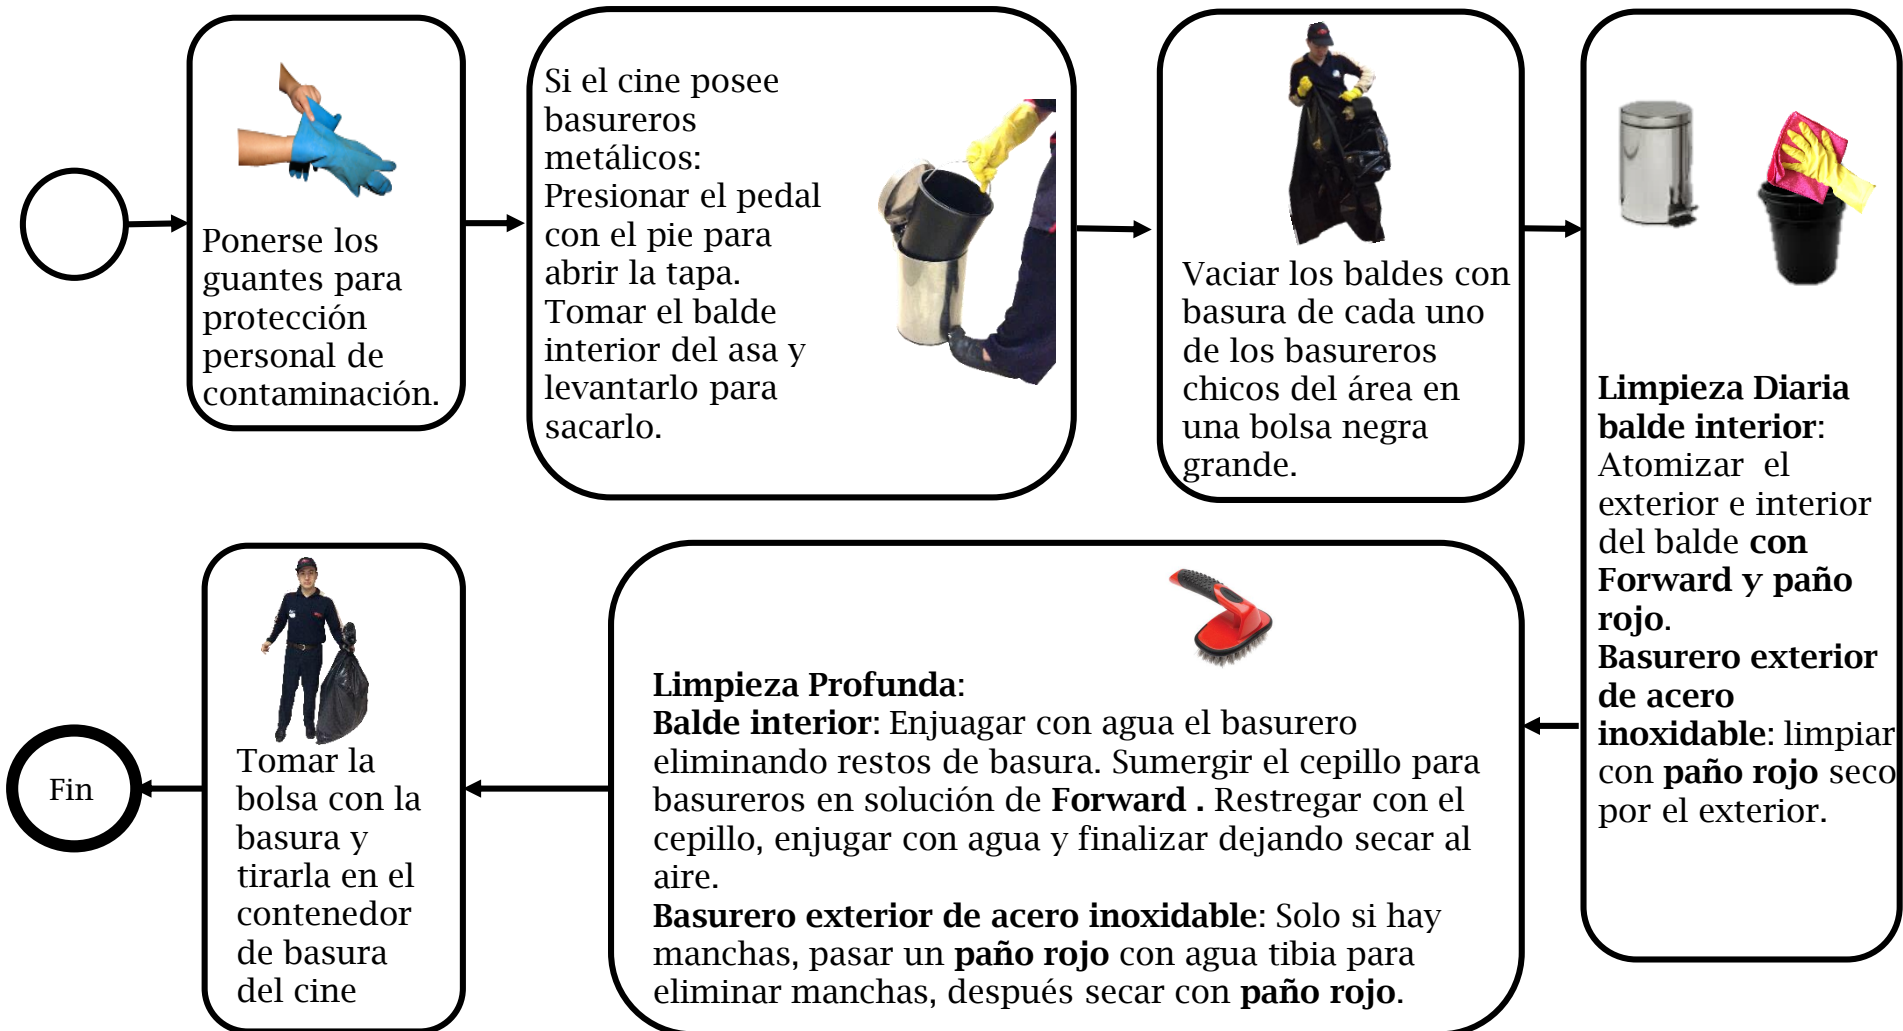 Ponerse los
guantes para
protección
personal de
contaminación.
Si el cine posee
basureros
metálicos:
Presionar el pedal
con el pie para
abrir la tapa.
Tomar el balde
interior del asa y
levantarlo para
sacarlo.
Vaciar los baldes con
basura de cada uno
de los basureros
chicos del área en
una bolsa negra
grande.
Limpieza Diaria
balde interior:
Atomizar  el
exterior e interior
del balde con
Forward y paño
rojo.
Basurero exterior
de acero
inoxidable: limpiar
con paño rojo seco
por el exterior.
Limpieza Profunda:
Balde interior: Enjuagar con agua el basurero
eliminando restos de basura. Sumergir el cepillo para
basureros en solución de Forward . Restregar con el
cepillo, enjugar con agua y finalizar dejando secar al
aire.
Basurero exterior de acero inoxidable: Solo si hay
manchas, pasar un paño rojo con agua tibia para
eliminar manchas, después secar con paño rojo.
Tomar la
bolsa con la
basura y
tirarla en el
contenedor
de basura
del cine
Fin